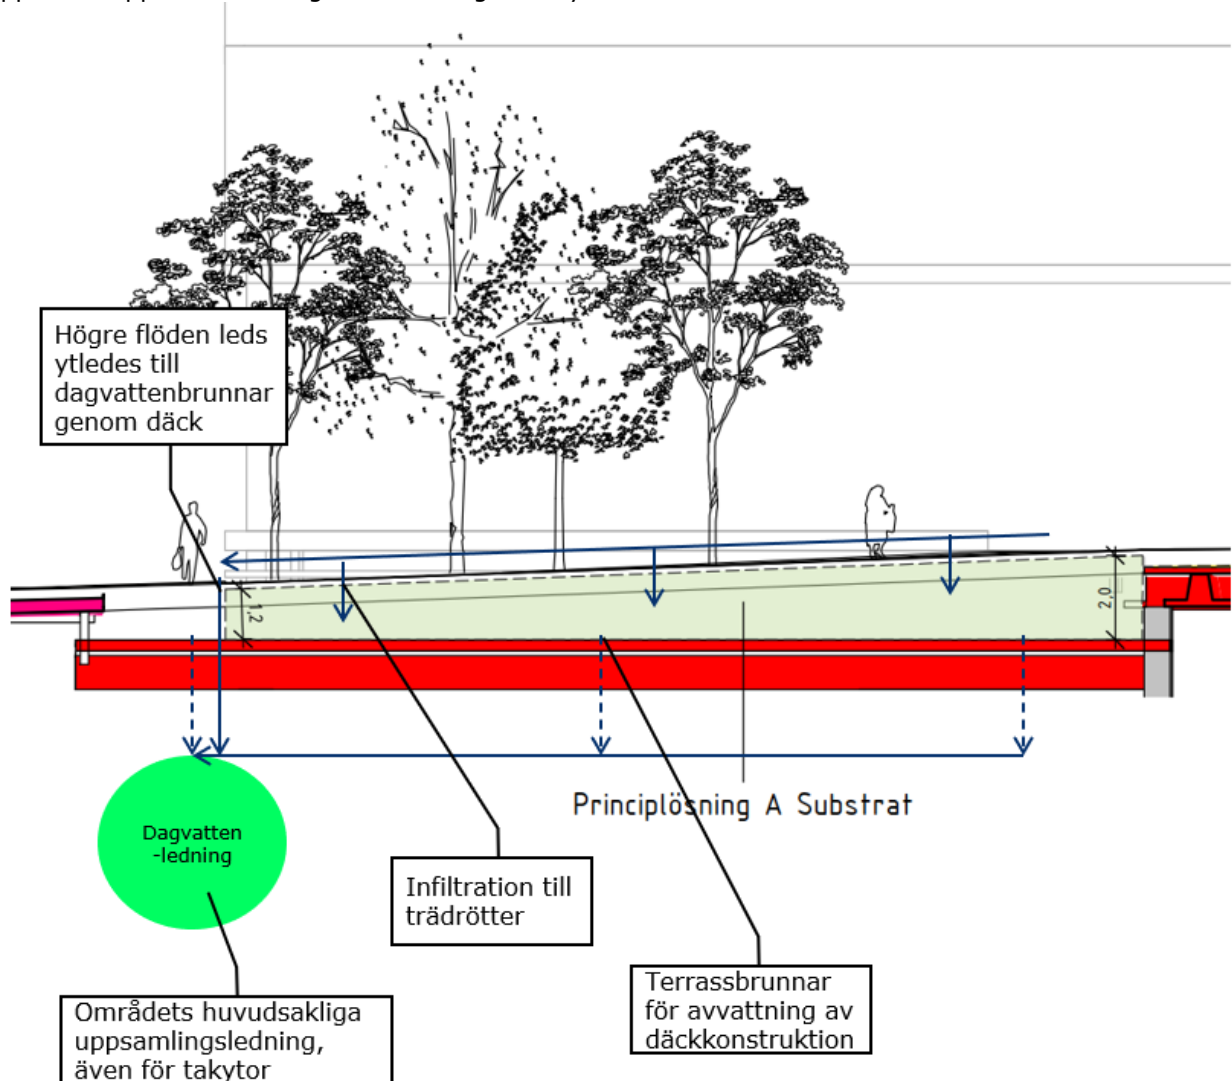 Högre flöden leds
ytledes till
dagvattenbrunnar
genom däck
1,2
2,0
Principlösning A Substrat
Dagvatten
-ledning
Infiltration till
trädrötter
Terrassbrunnar
för avvattning av
däckkonstruktion
Områdets huvudsakliga
uppsamlingsledning,
även för takytor